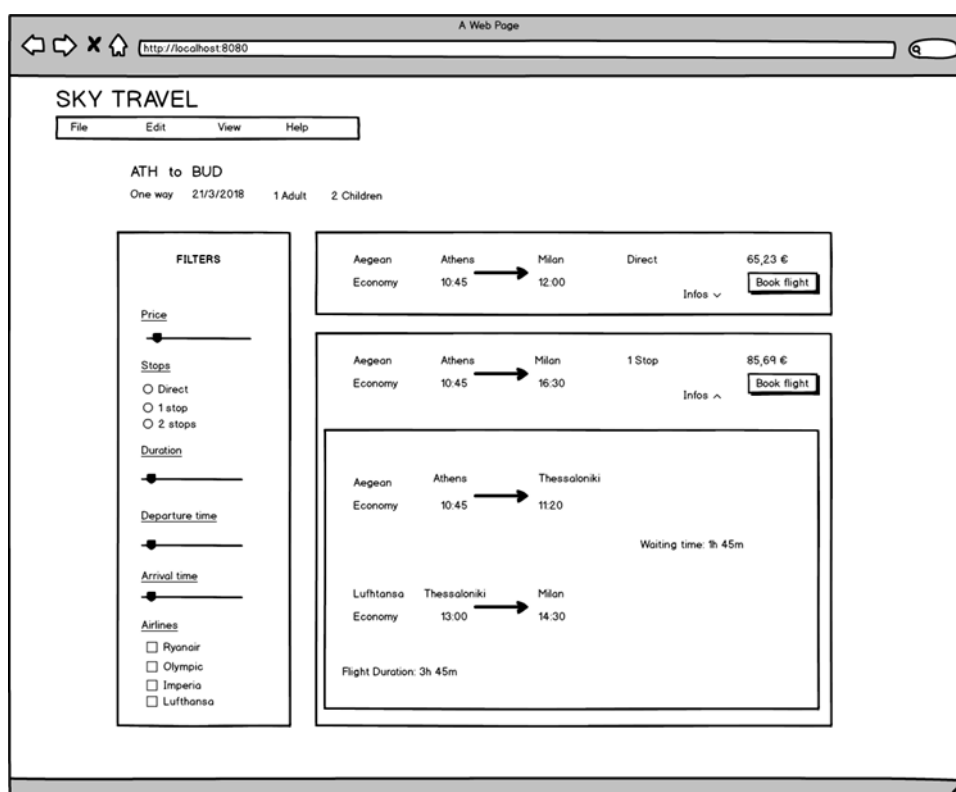 A Web Page
http://localhost:8080
SKY TRAVEL
File Edit View Help
ATH to BUD
One way 21/3/2018 1 Adult 2 Children
FILTERS
Price
Stops
Direct
1 stop
2 stops
Duration
Departure time
Arrival time
Airlines
Ryanair
Olympic
Imperia
Lufthansa
Aegean Athens Milan Direct 65,23 €
Economy 10:45 12:00 Book flight
Infos
Aegean Athens Milan 1 Stop 85,69 €
Economy 10:45 16:30 Book flight
Infos
Aegean Athens Thessaloniki
Economy 10:45 11:20
Waiting time: 1h 45m
Lufhtansa Thessaloniki Milan
Economy 13:00 14:30
Flight Duration: 3h 45m